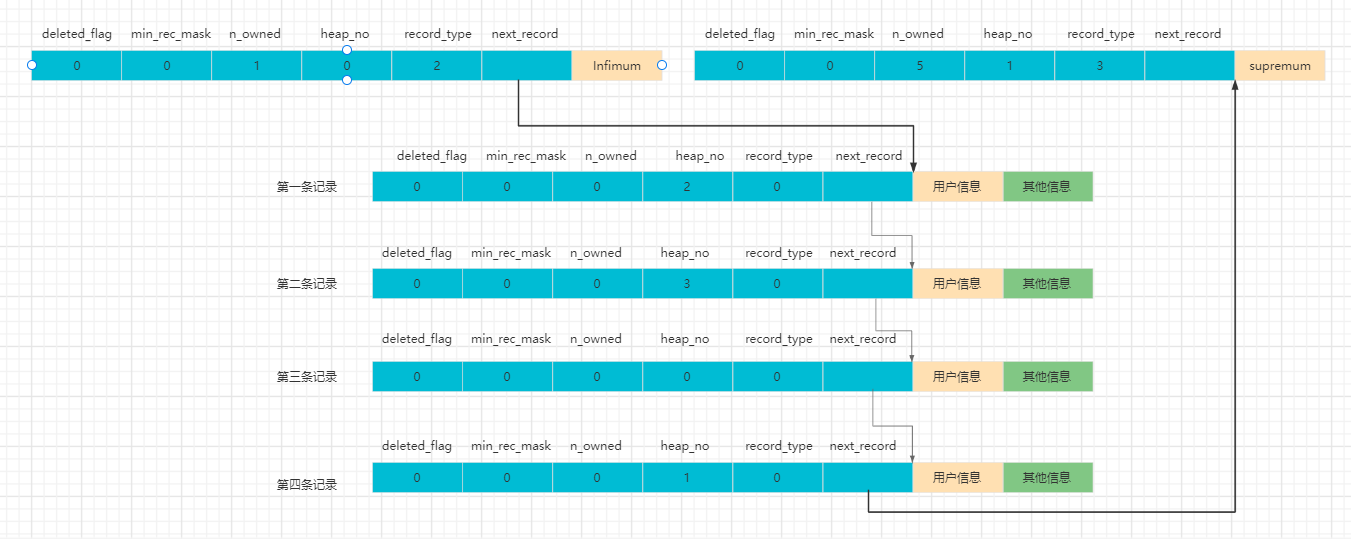 deleted_flag min_rec_mask n_owned heap_no record_type next_record
0 0 1 0 2 Infimum
deleted_flag min_rec_mask n_owned heap_no record_type next_record
0 0 5 1 3 supremum
deleted_flag min_rec_mask n_owned heap_no record_type next_record
第一条记录 0 0 0 2 0 用户信息 其他信息
deleted_flag min_rec_mask n_owned heap_no record_type next_record
第二条记录 0 0 0 3 0 用户信息 其他信息
deleted_flag min_rec_mask n_owned heap_no record_type next_record
第三条记录 0 0 0 0 0 用户信息 其他信息
deleted_flag min_rec_mask n_owned heap_no record_type next_record
第四条记录 0 0 0 1 0 用户信息 其他信息